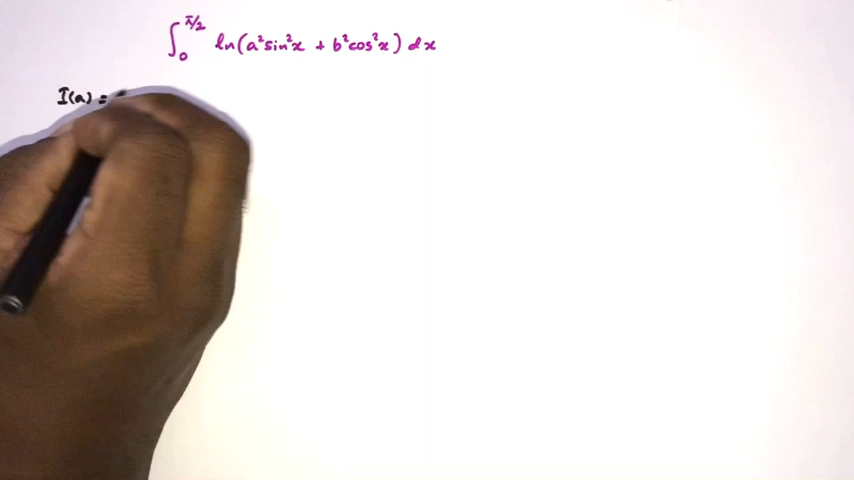 ∫₀^(π/2) ln(a²sin²x + b²cos²x) dx
I(a) =